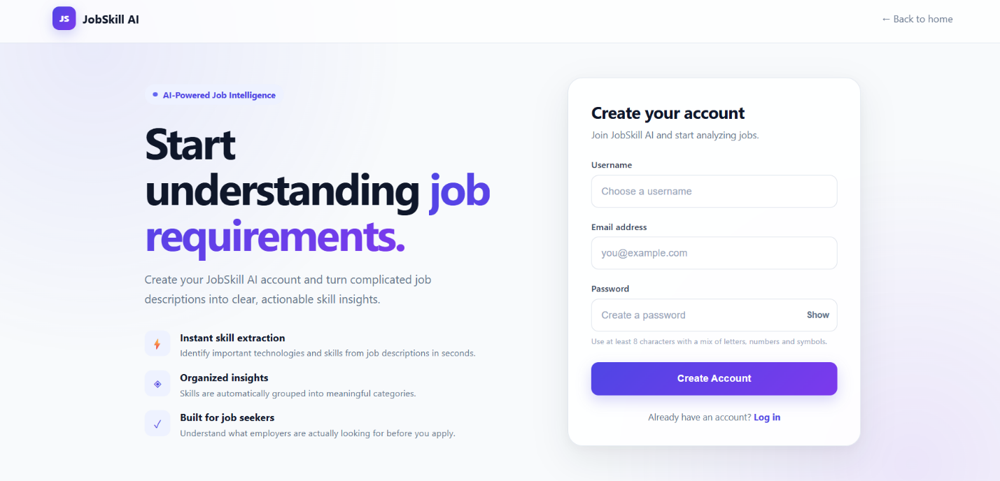 JS JobSkill AI
← Back to home
AI-Powered Job Intelligence
Start
understanding job
requirements.
Create your JobSkill AI account and turn complicated job
descriptions into clear, actionable skill insights.
Instant skill extraction
Identify important technologies and skills from job descriptions in seconds.
Organized insights
Skills are automatically grouped into meaningful categories.
Built for job seekers
Understand what employers are actually looking for before you apply.
Create your account
Join JobSkill AI and start analyzing jobs.
Username
Choose a username
Email address
you@example.com
Password
Create a password Show
Use at least 8 characters with a mix of letters, numbers and symbols.
Create Account
Already have an account? Log in